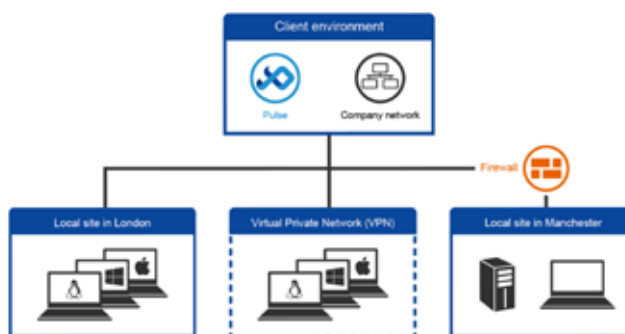 Client environment
Pulse
Company network
Firewall
Local site in London
Virtual Private Network (VPN)
Local site in Manchester